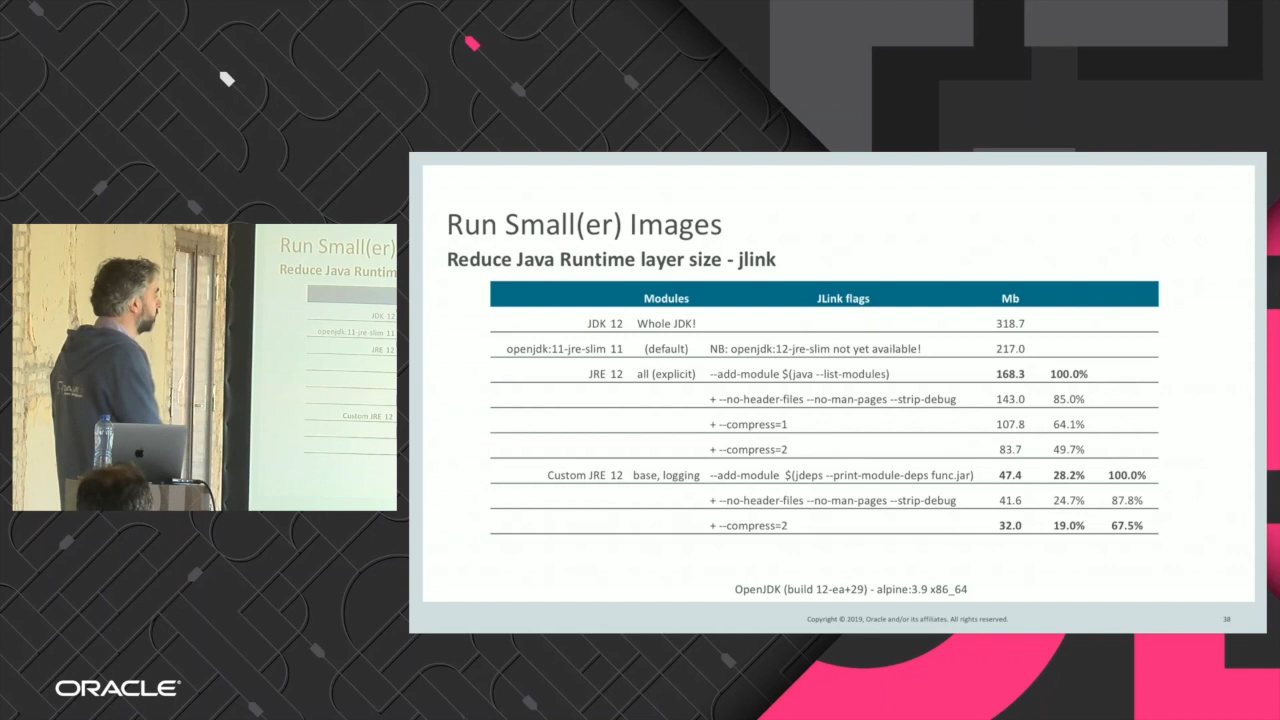 Run Small(er)
Reduce Java Runtim
JDK 12
openjdk:11-jre-slim 11
JRE 12
Custom JRE 12
Run Small(er) Images
Reduce Java Runtime layer size - jlink
Modules JLink flags Mb
JDK 12 Whole JDK! 318.7
openjdk:11-jre-slim 11 (default) NB: openjdk:12-jre-slim not yet available! 217.0
JRE 12 all (explicit) --add-module $(java --list-modules) 168.3 100.0%
+ --no-header-files --no-man-pages --strip-debug 143.0 85.0%
+ --compress=1 107.8 64.1%
+ --compress=2 83.7 49.7%
Custom JRE 12 base, logging --add-module $(jdeps --print-module-deps func.jar) 47.4 28.2% 100.0%
+ --no-header-files --no-man-pages --strip-debug 41.6 24.7% 87.8%
+ --compress=2 32.0 19.0% 67.5%
OpenJDK (build 12-ea+29) - alpine:3.9 x86_64
Copyright © 2019, Oracle and/or its affiliates. All rights reserved. 38
ORACLE®